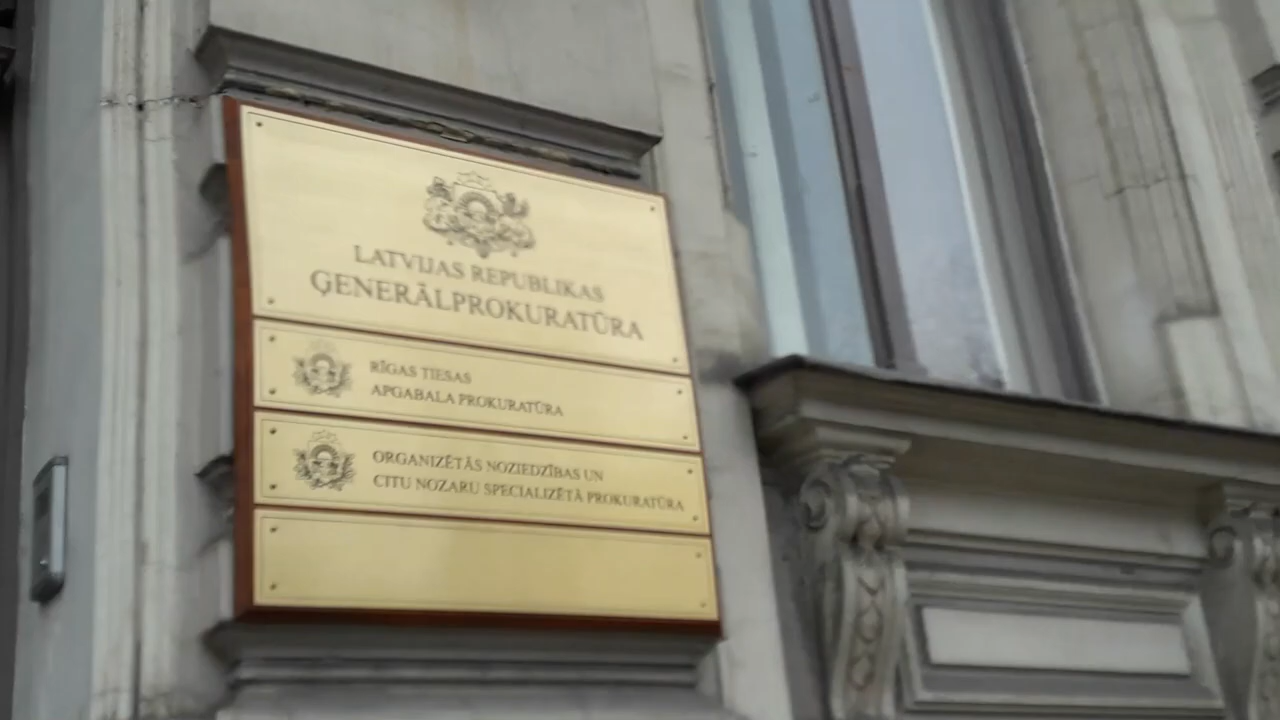 LATVIJAS REPUBLIKAS
ĢENERĀLPROKURATŪRA
RĪGAS TIESAS
APGABALA PROKURATŪRA
ORGANIZĒTĀS NOZIEDZĪBAS UN
CITU NOZARU SPECIALIZĒTĀ PROKURATŪRA